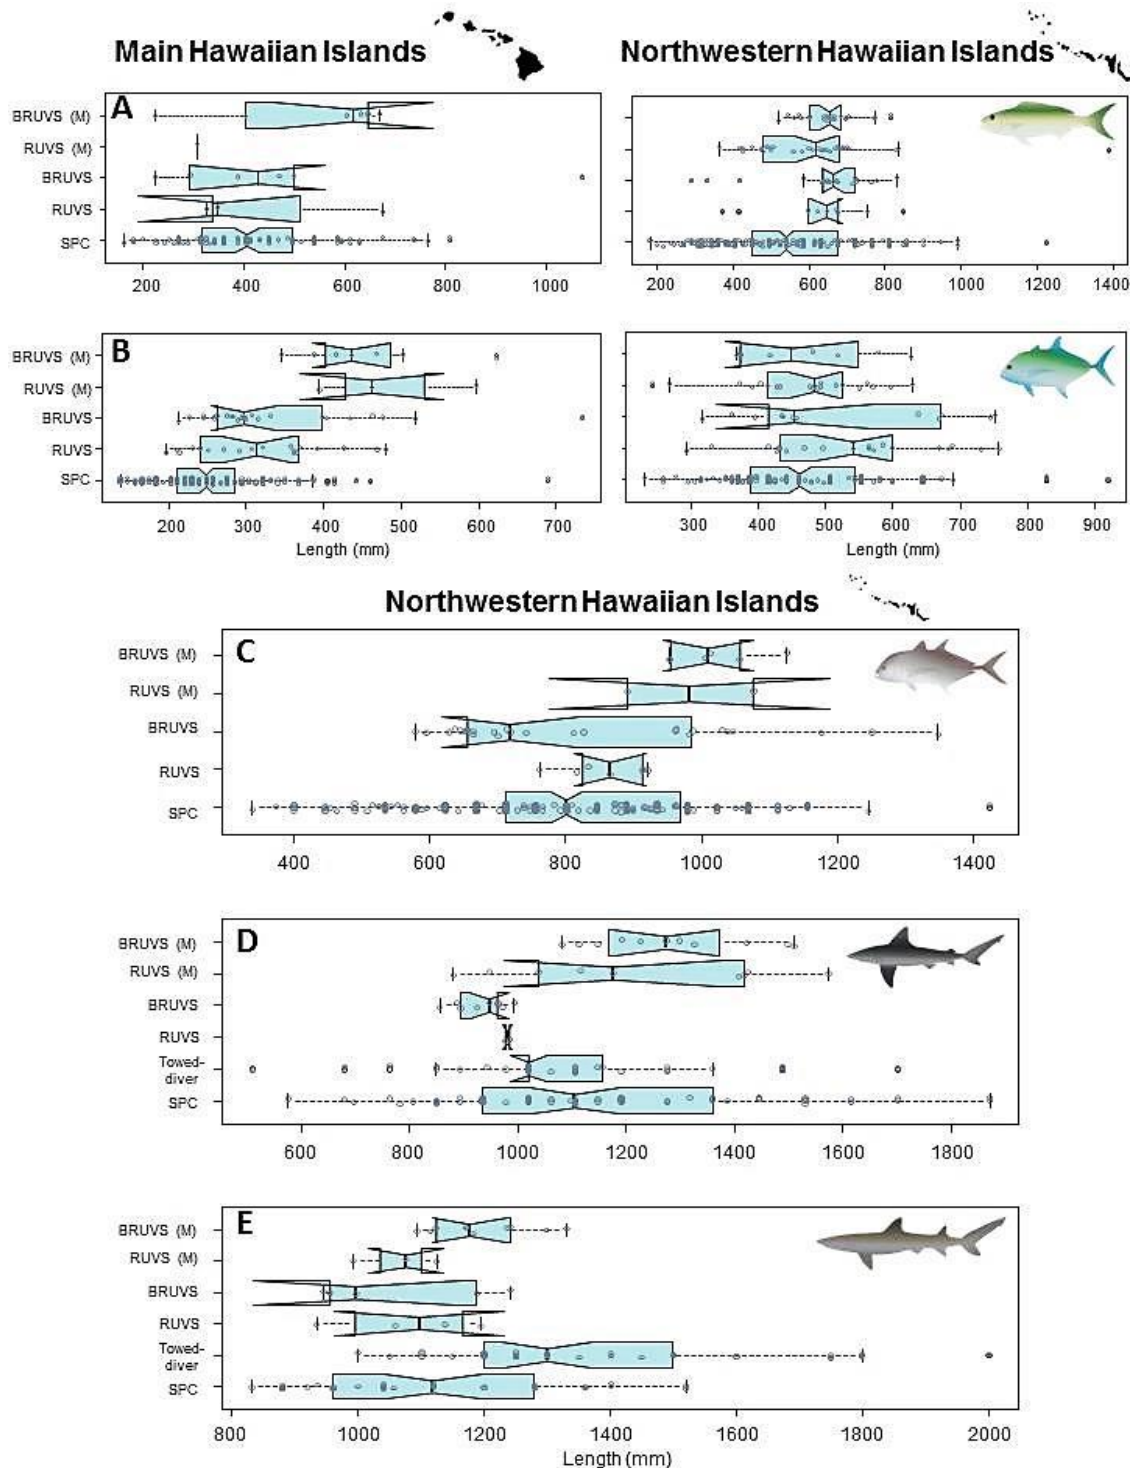 Main Hawaiian Islands
Northwestern Hawaiian Islands
A
BRUVS (M)
RUVS (M)
BRUVS
RUVS
SPC
200 400 600 800 1000
200 400 600 800 1000 1200 1400
B
BRUVS (M)
RUVS (M)
BRUVS
RUVS
SPC
200 300 400 500 600 700
Length (mm)
300 400 500 600 700 800 900
Length (mm)
Northwestern Hawaiian Islands
C
BRUVS (M)
RUVS (M)
BRUVS
RUVS
SPC
400 600 800 1000 1200 1400
D
BRUVS (M)
RUVS (M)
BRUVS
RUVS
Towed-
diver
SPC
600 800 1000 1200 1400 1600 1800
E
BRUVS (M)
RUVS (M)
BRUVS
RUVS
Towed-
diver
SPC
800 1000 1200 1400 1600 1800 2000
Length (mm)